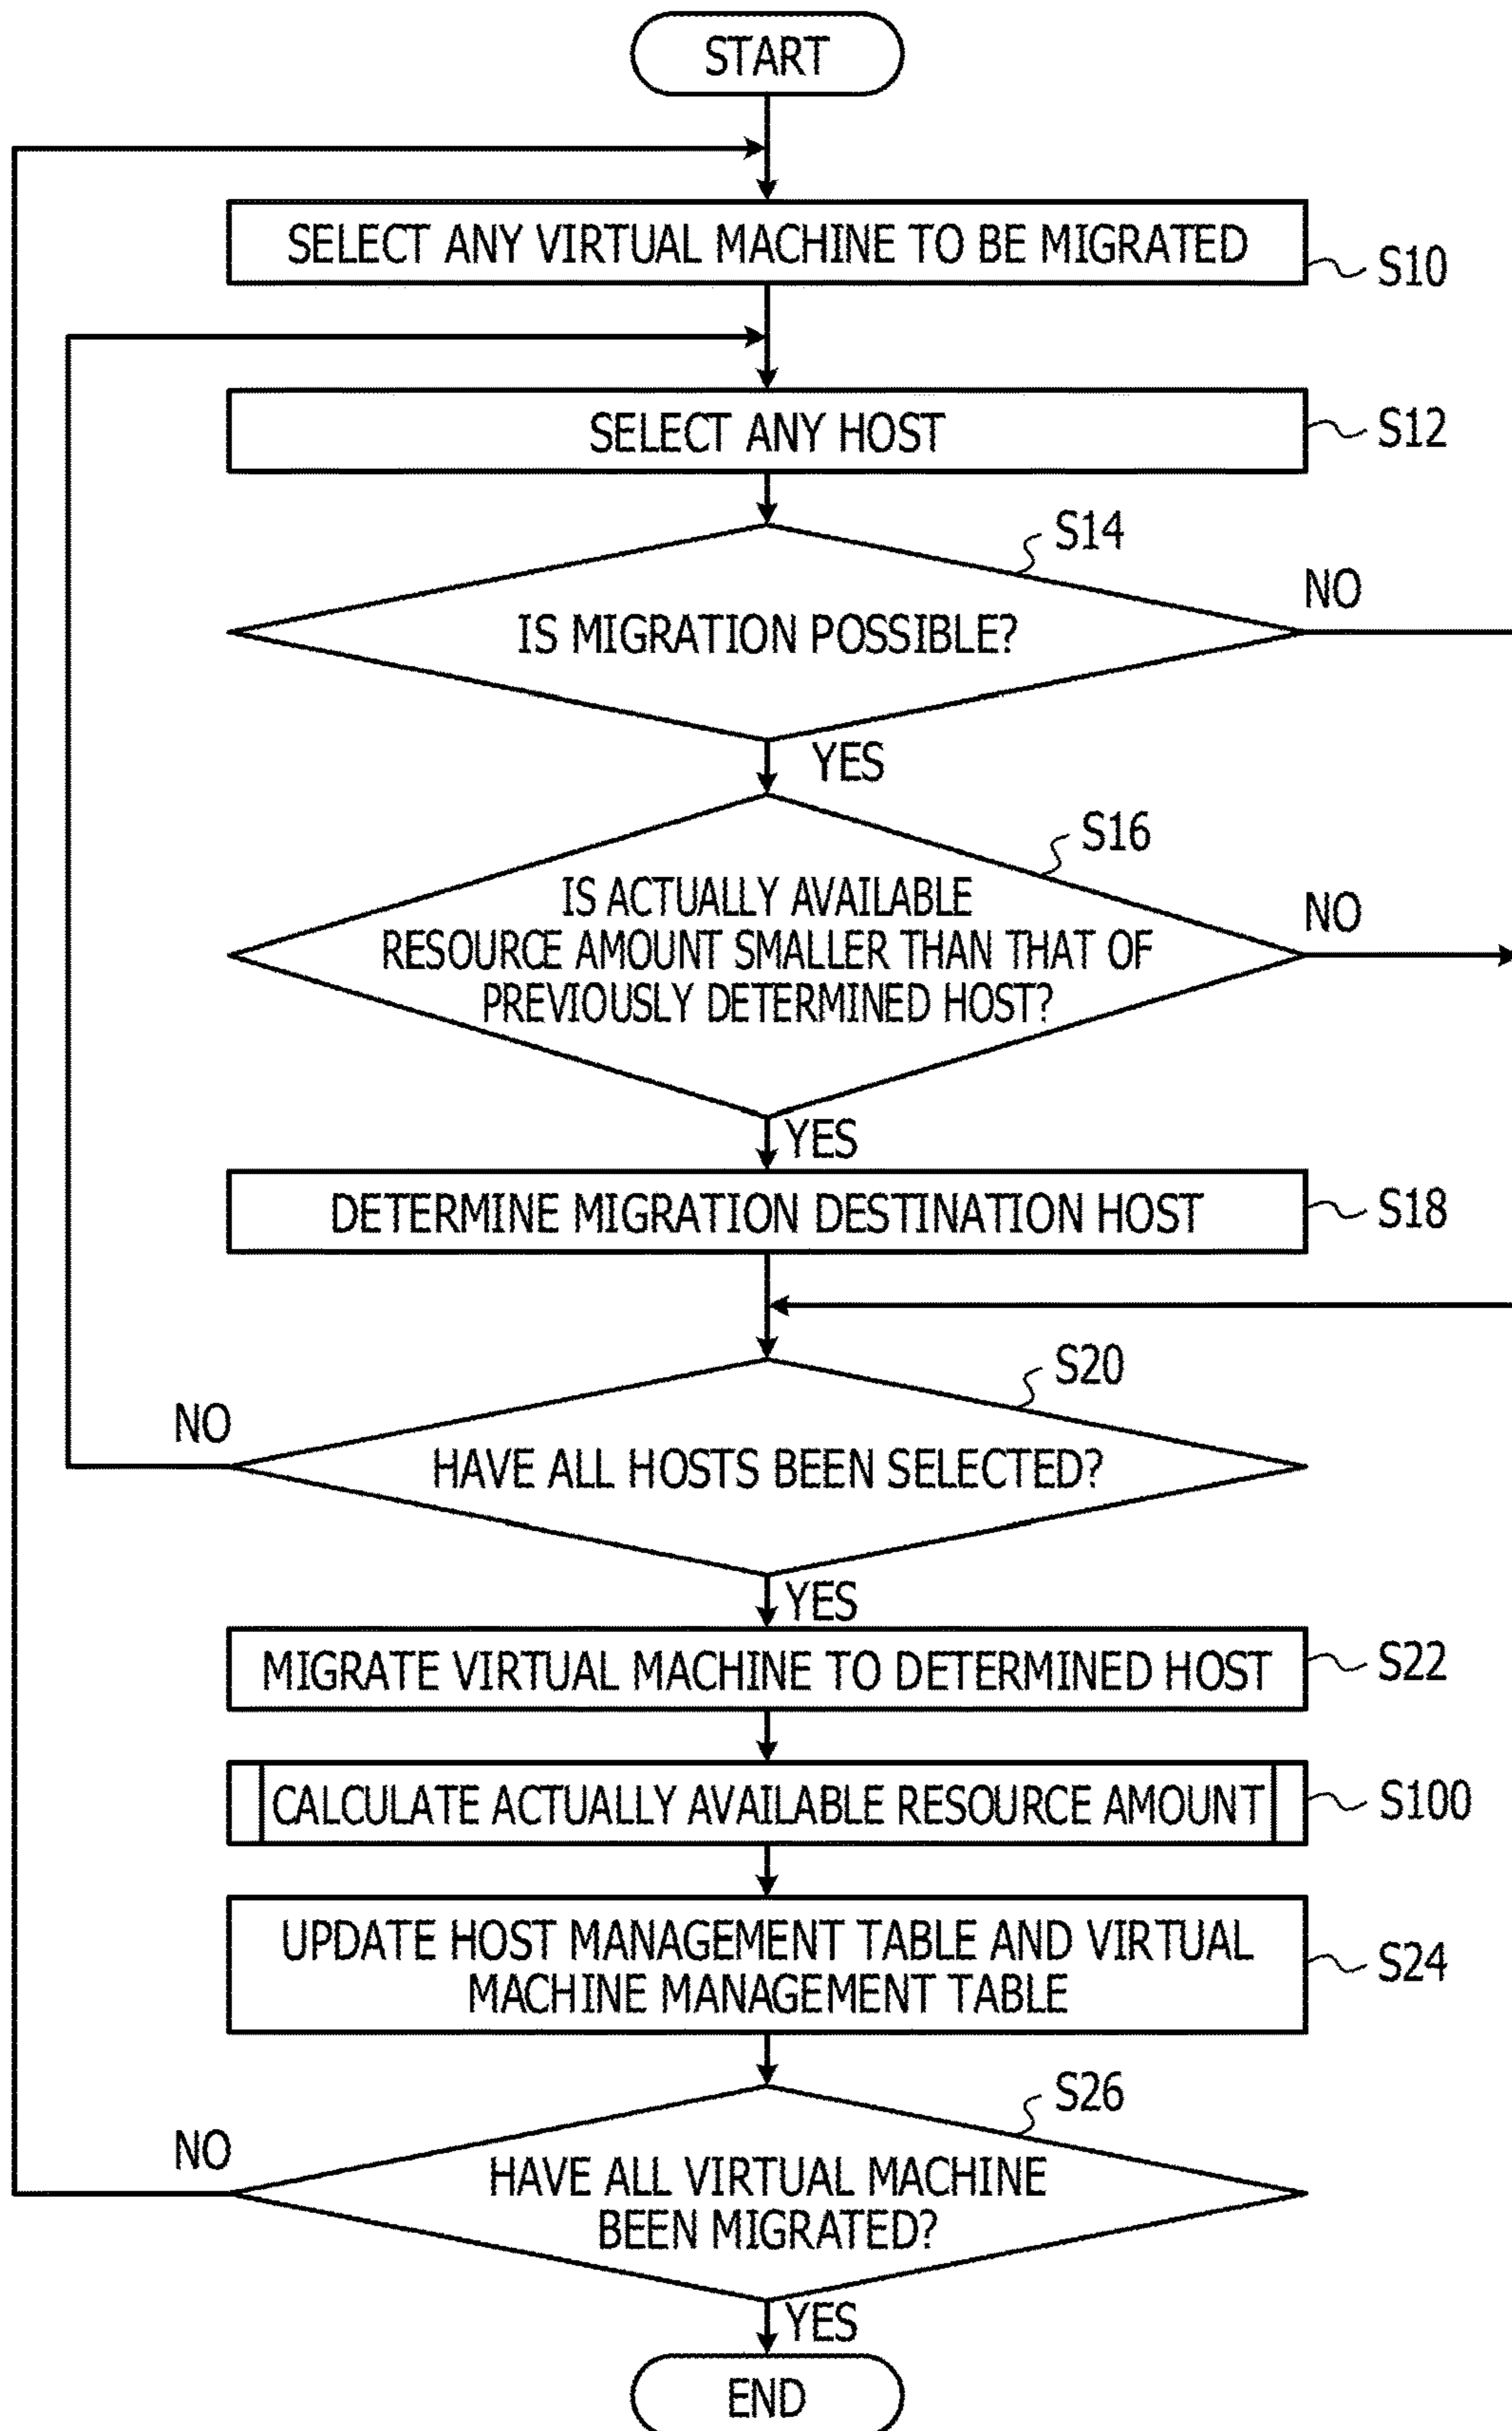 START
SELECT ANY VIRTUAL MACHINE TO BE MIGRATED
S10
SELECT ANY HOST
S12
S14
IS MIGRATION POSSIBLE?
NO
YES
S16
IS ACTUALLY AVAILABLE
RESOURCE AMOUNT SMALLER THAN THAT OF
PREVIOUSLY DETERMINED HOST?
NO
YES
DETERMINE MIGRATION DESTINATION HOST
S18
S20
NO
HAVE ALL HOSTS BEEN SELECTED?
YES
MIGRATE VIRTUAL MACHINE TO DETERMINED HOST
S22
CALCULATE ACTUALLY AVAILABLE RESOURCE AMOUNT
S100
UPDATE HOST MANAGEMENT TABLE AND VIRTUAL
MACHINE MANAGEMENT TABLE
S24
S26
NO
HAVE ALL VIRTUAL MACHINE
BEEN MIGRATED?
YES
END